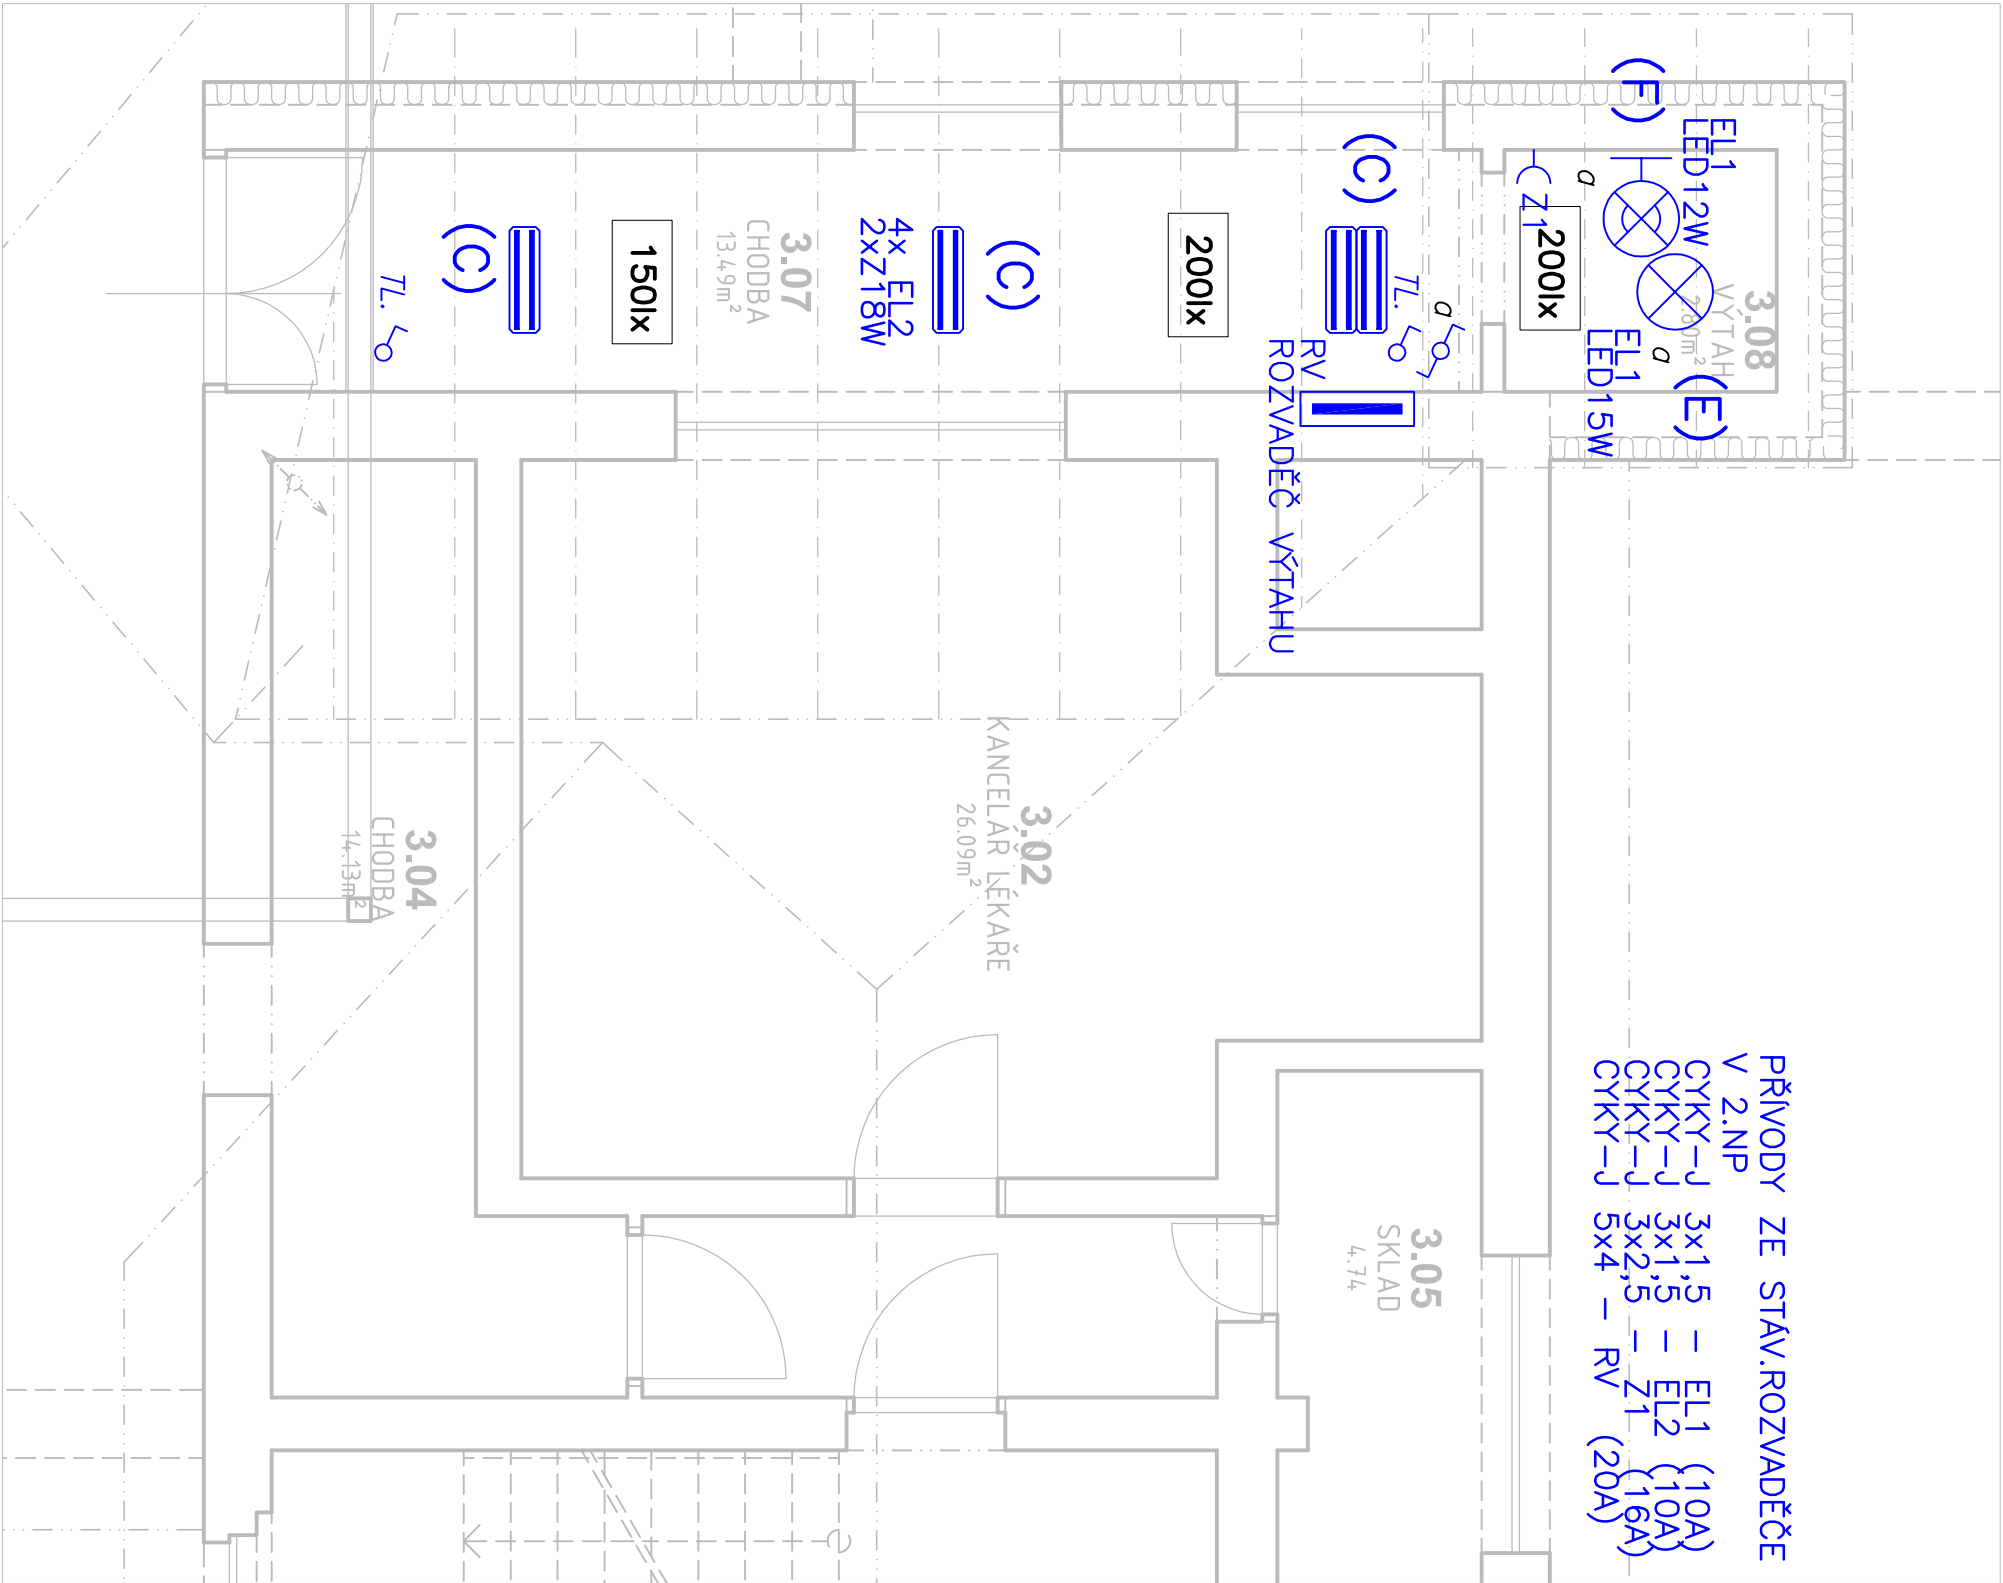 (F)
EL1
LED12W
a
Z1
200lx
3.08
VÝTAH
2.80m²
EL1
LED15W
a
(E)
(C)
TL.
a
RV
ROZVADĚČ VÝTAHU
200lx
(C)
4x EL2
2xZ18W
3.07
CHODBA
13.49m²
150lx
(C)
TL.
3.02
KANCELÁŘ LÉKAŘE
26.09m²
3.04
CHODBA
14.13m²
3.05
SKLAD
4.74
PŘÍVODY ZE STÁV.ROZVADĚČE
V 2.NP
CYKY-J 3x1,5 - EL1 (10A)
CYKY-J 3x1,5 - EL2 (10A)
CYKY-J 3x2,5 - Z1 (16A)
CYKY-J 5x4 - RV (20A)